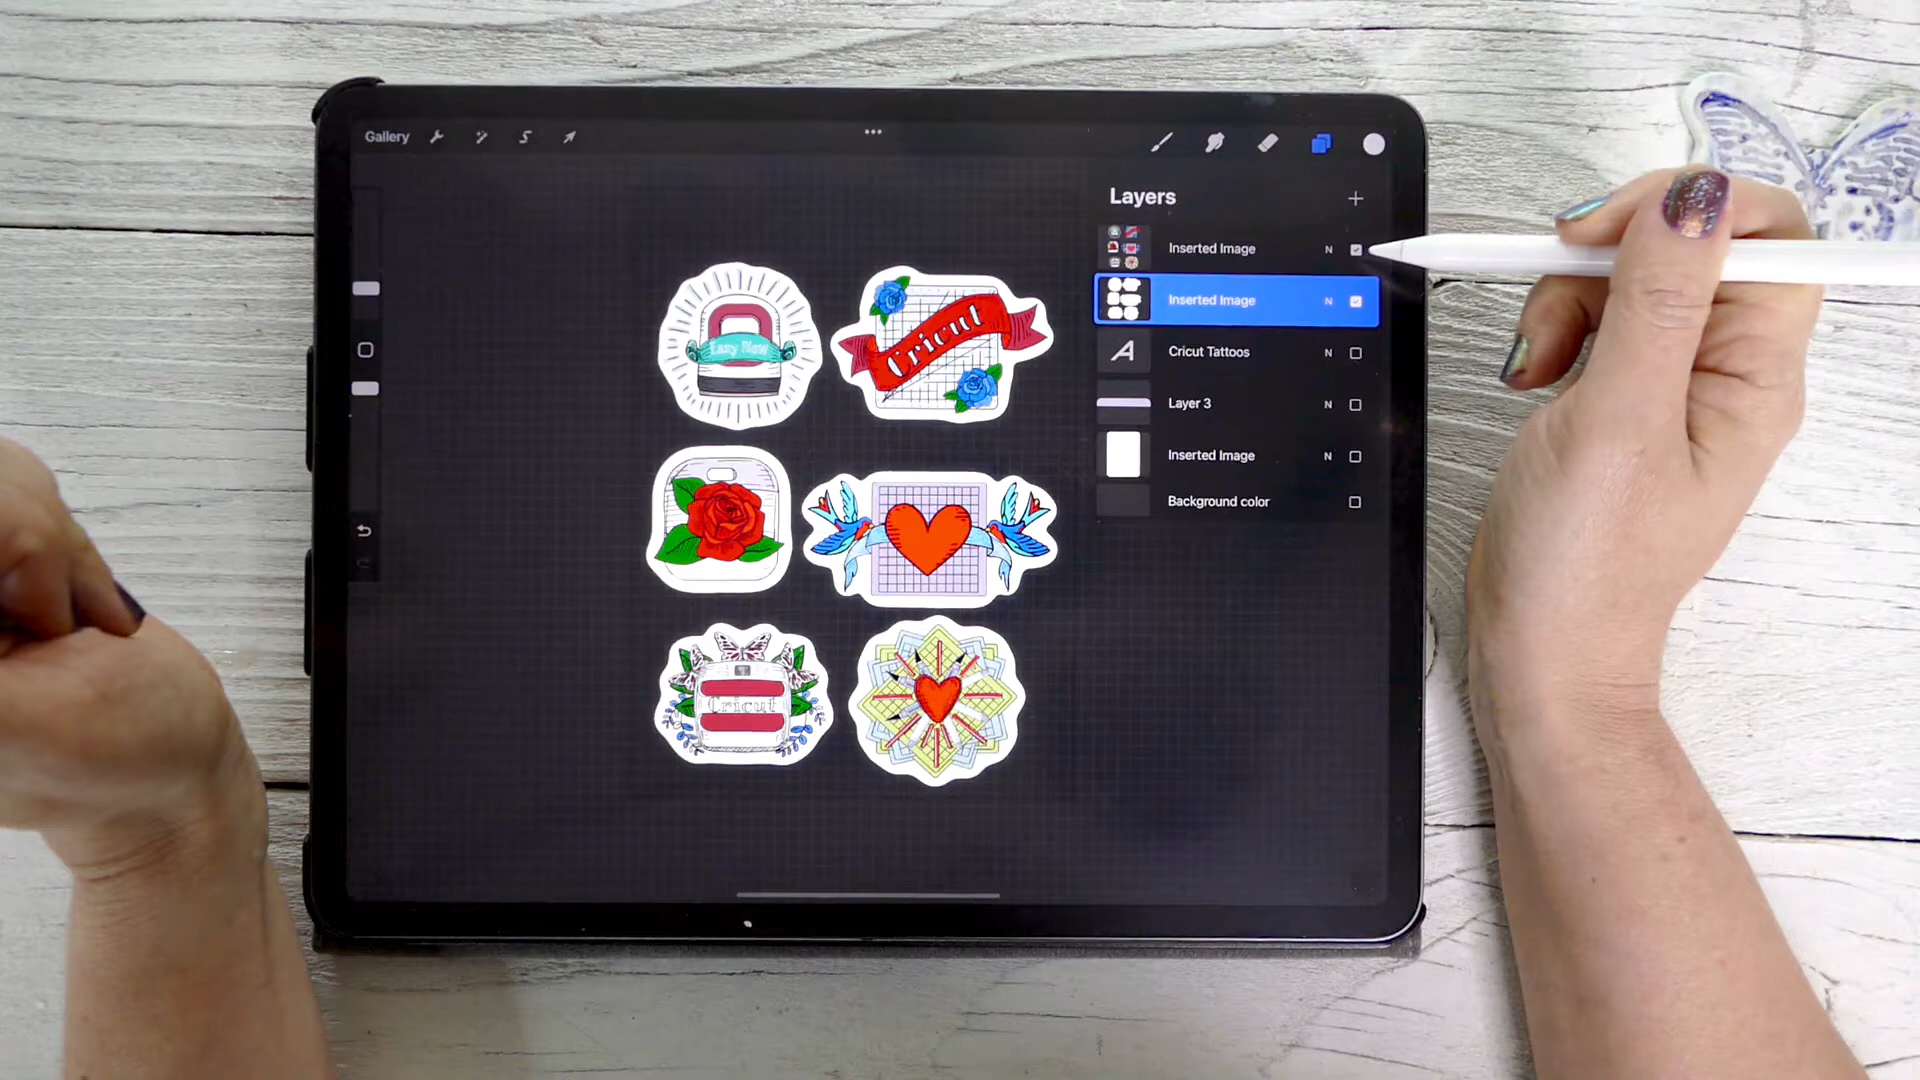 Gallery
Layers
Inserted Image N
Inserted Image N
Cricut Tattoos N
Layer 3 N
Inserted Image N
Background color
Cricut
Cricut